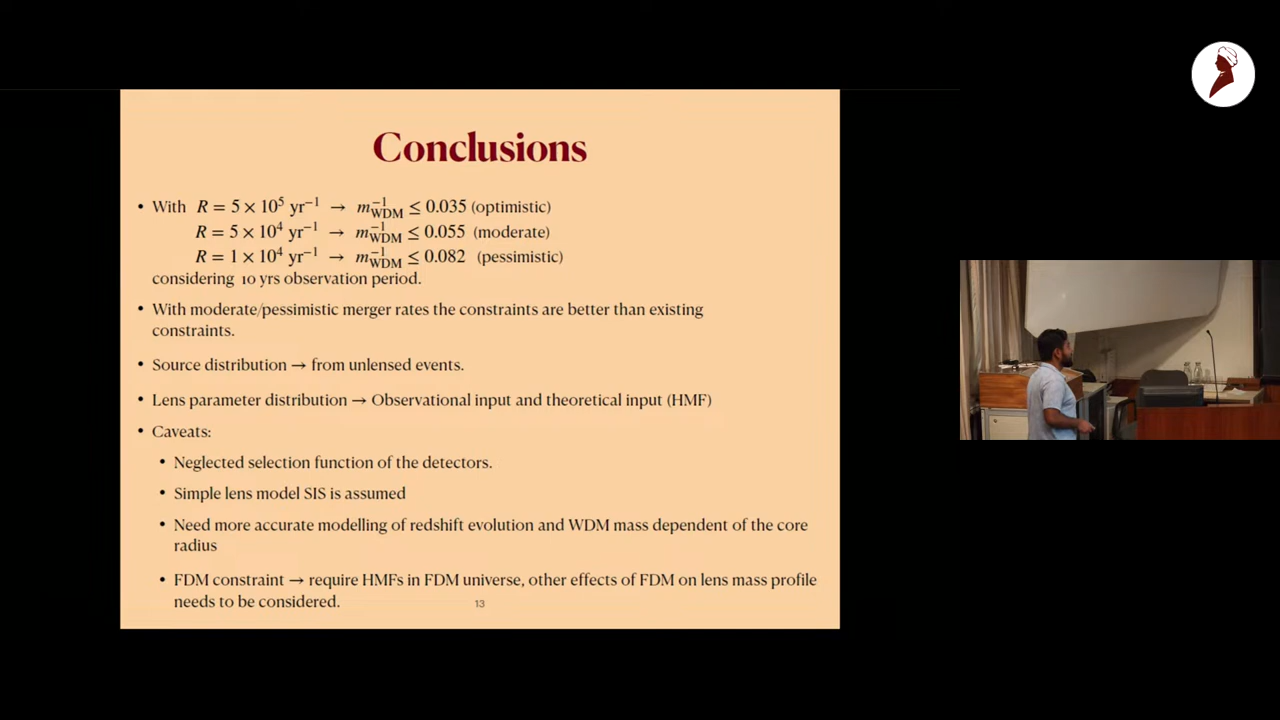 Conclusions
• With R = 5 × 10⁵ yr⁻¹ → m⁻¹_WDM ≤ 0.035 (optimistic)
R = 5 × 10⁴ yr⁻¹ → m⁻¹_WDM ≤ 0.055 (moderate)
R = 1 × 10⁴ yr⁻¹ → m⁻¹_WDM ≤ 0.082 (pessimistic)
considering 10 yrs observation period.
• With moderate/pessimistic merger rates the constraints are better than existing
constraints.
• Source distribution → from unlensed events.
• Lens parameter distribution → Observational input and theoretical input (HMF)
• Caveats:
• Neglected selection function of the detectors.
• Simple lens model SIS is assumed
• Need more accurate modelling of redshift evolution and WDM mass dependent of the core
radius
• FDM constraint → require HMFs in FDM universe, other effects of FDM on lens mass profile
needs to be considered.
13